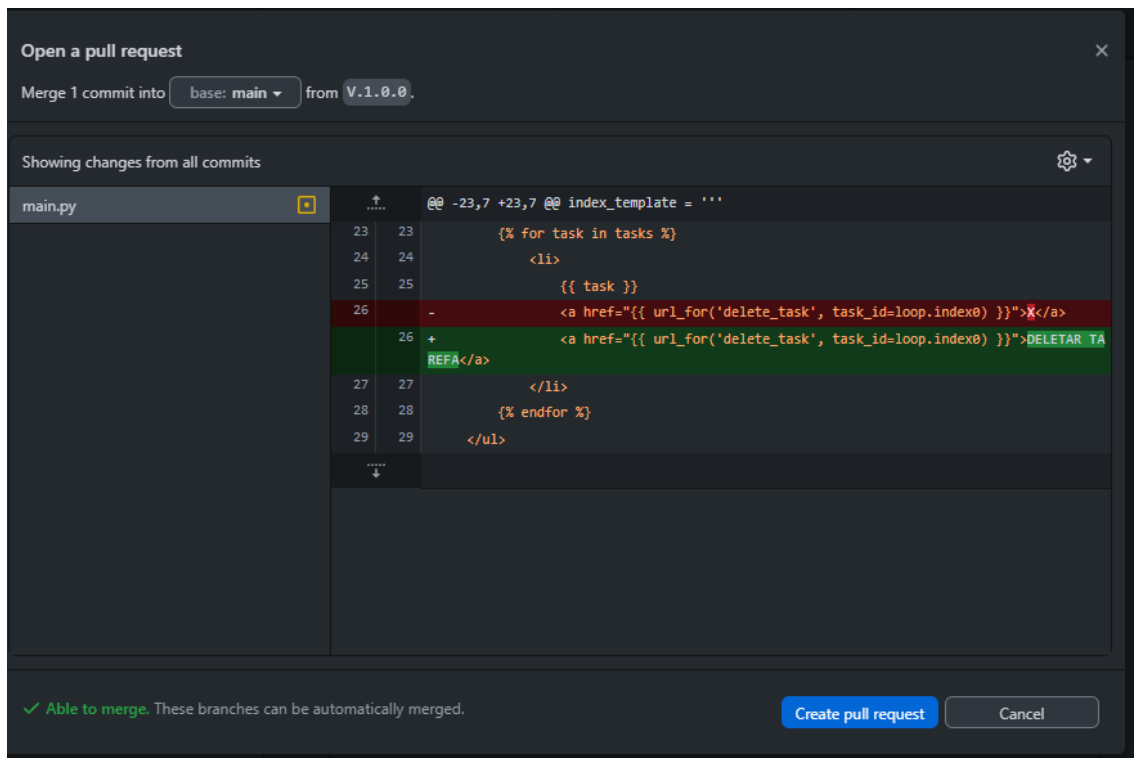 Open a pull request
Merge 1 commit into base: main from V.1.0.0.
Showing changes from all commits
main.py
@@ -23,7 +23,7 @@ index_template = '''
23 23 {% for task in tasks %}
24 24 <li>
25 25 {{ task }}
26 - <a href="{{ url_for('delete_task', task_id=loop.index0) }}">X</a>
26 + <a href="{{ url_for('delete_task', task_id=loop.index0) }}">DELETAR TA
REFA</a>
27 27 </li>
28 28 {% endfor %}
29 29 </ul>
Able to merge. These branches can be automatically merged.
Create pull request
Cancel